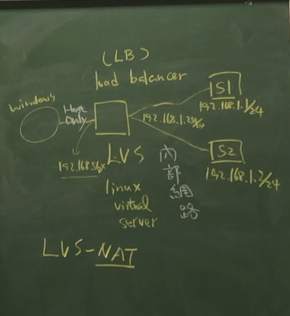 (LB)
load balancer
S1
192.168.1.1/24
windows
Host
Only
192.168.1.254/24
192.168.56.x
LVS
內部網路
S2
192.168.1.2/24
linux
virtual
server
LVS-NAT